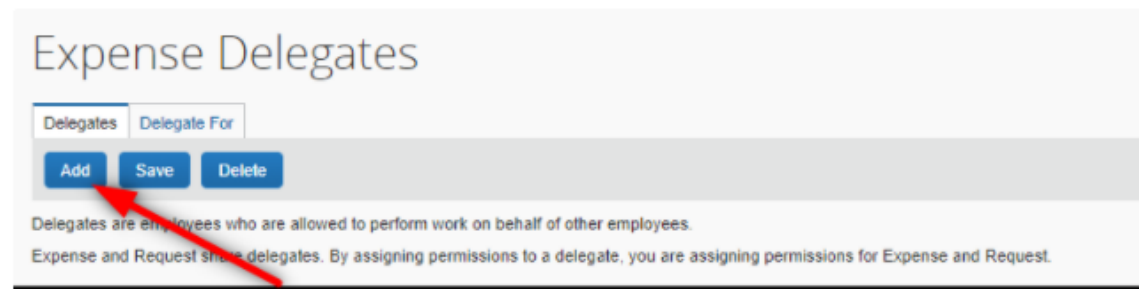 Expense Delegates
Delegates Delegate For
Add Save Delete
Delegates are employees who are allowed to perform work on behalf of other employees.
Expense and Request share delegates. By assigning permissions to a delegate, you are assigning permissions for Expense and Request.